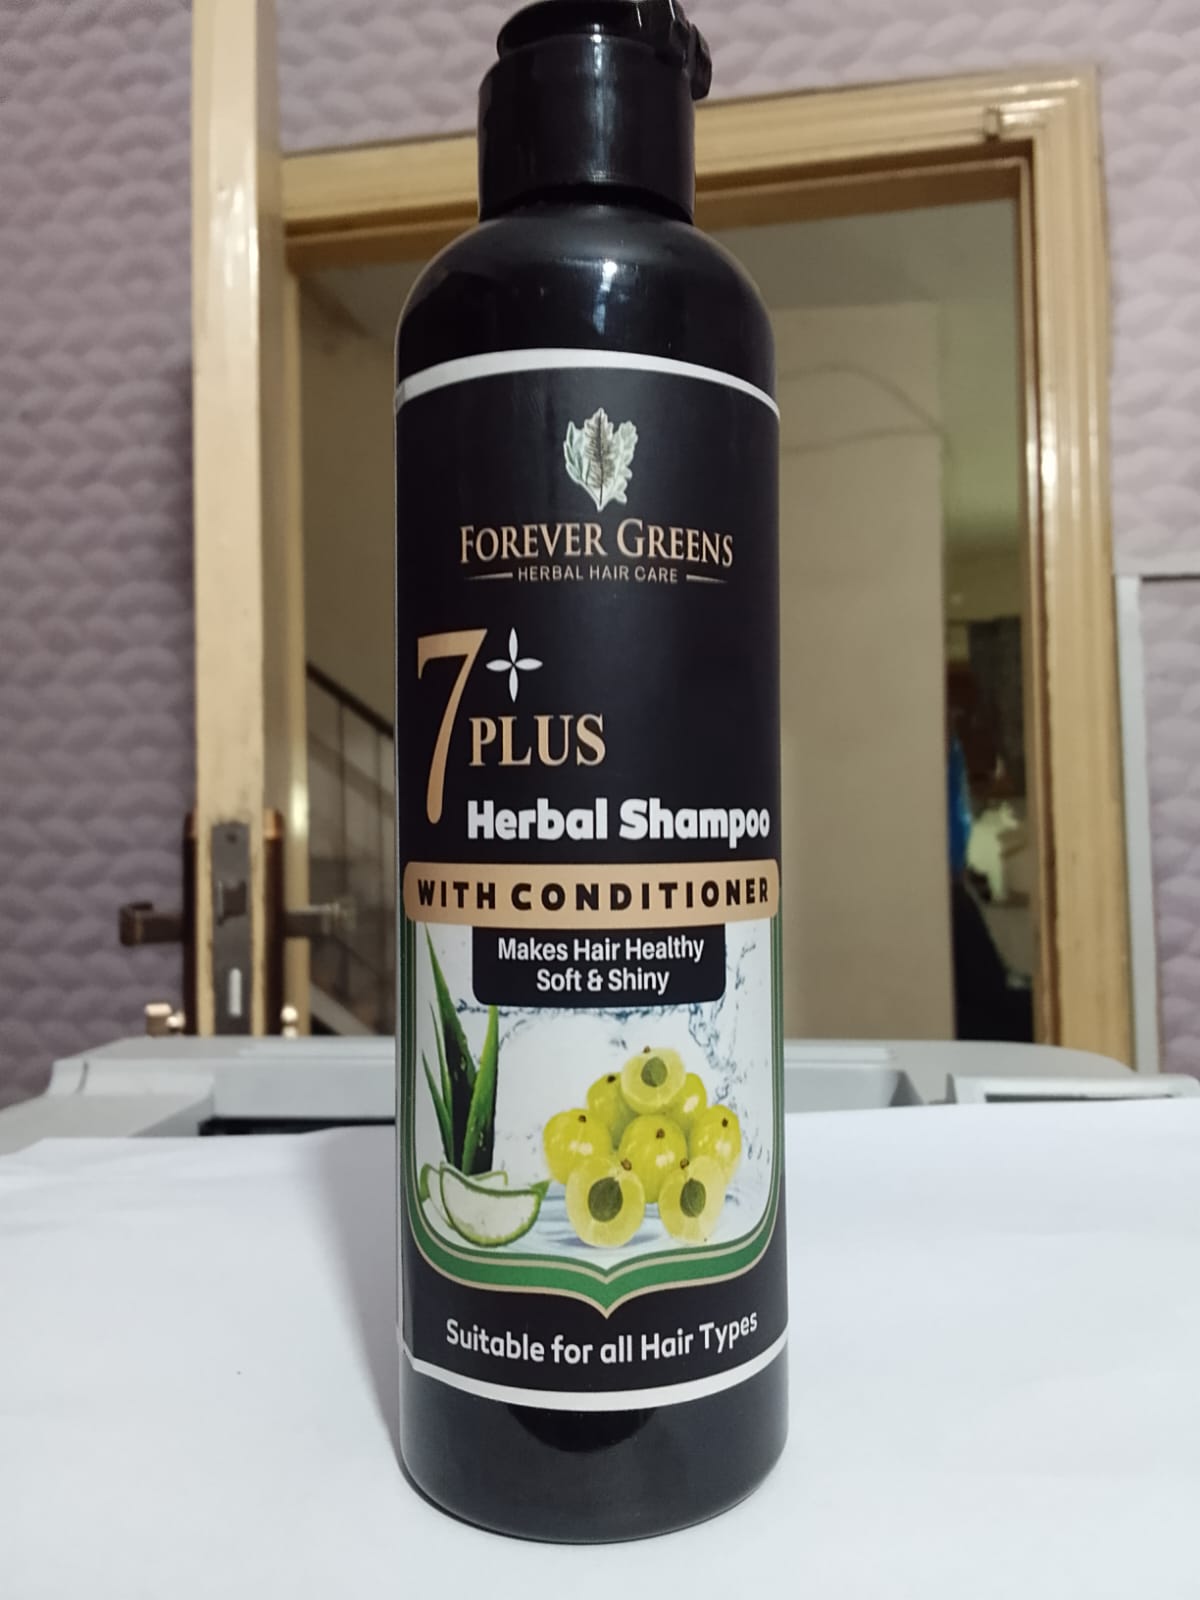 FOREVER GREENS
HERBAL HAIR CARE
7+
PLUS
Herbal Shampoo
WITH CONDITIONER
Makes Hair Healthy
Soft & Shiny
Suitable for all Hair Types